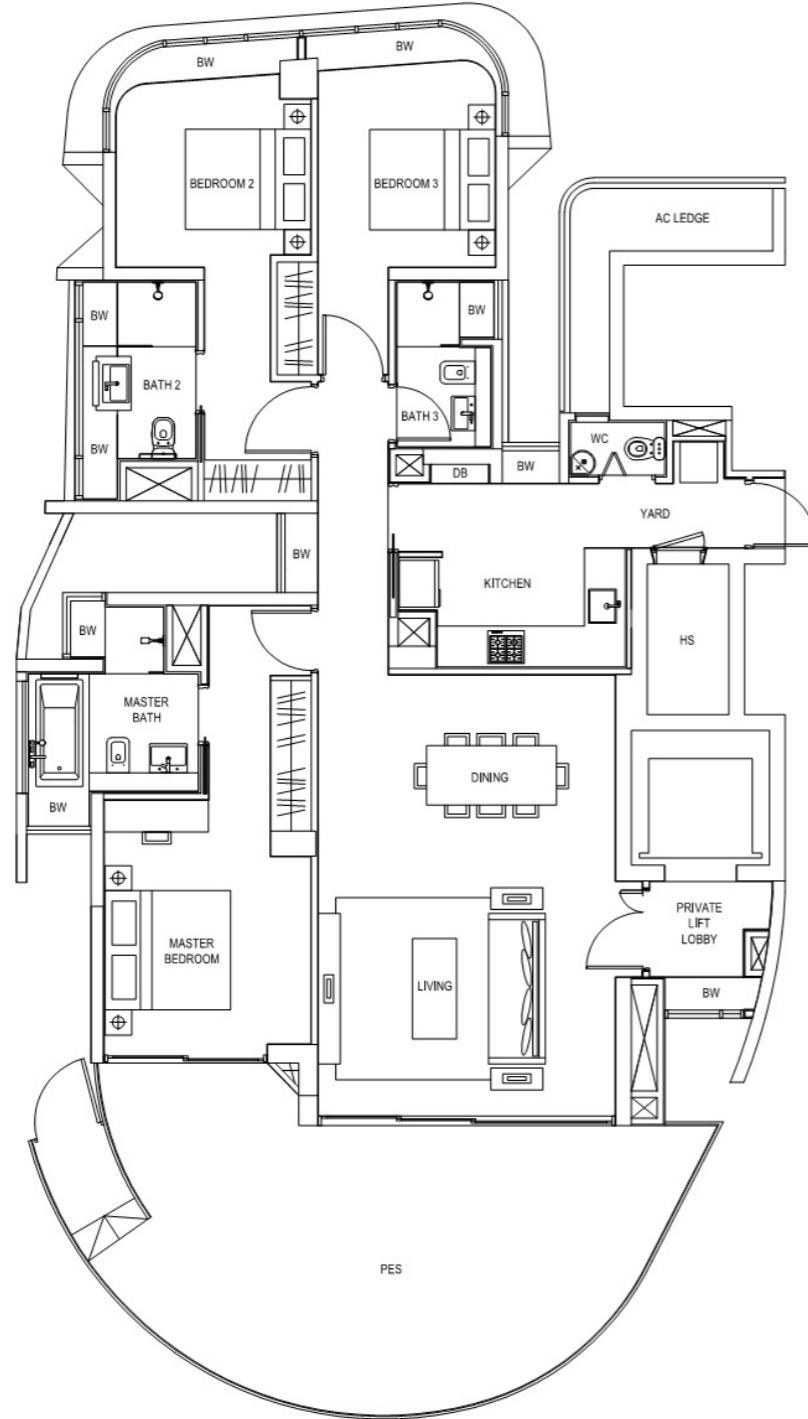 BW
BW
BEDROOM 2
BEDROOM 3
AC LEDGE
BW
BW
BATH 2
BATH 3
WC
BW
DB
BW
YARD
BW
KITCHEN
BW
HS
MASTER
BATH
DINING
BW
PRIVATE
LIFT
LOBBY
MASTER
BEDROOM
LIVING
BW
PES